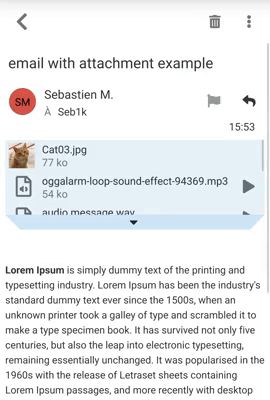 email with attachment example
SM
Sebastien M.
À Seb1k
15:53
Cat03.jpg
77 ko
oggalarm-loop-sound-effect-94369.mp3
54 ko
audio message.wav
Lorem Ipsum is simply dummy text of the printing and
typesetting industry. Lorem Ipsum has been the industry's
standard dummy text ever since the 1500s, when an
unknown printer took a galley of type and scrambled it to
make a type specimen book. It has survived not only five
centuries, but also the leap into electronic typesetting,
remaining essentially unchanged. It was popularised in the
1960s with the release of Letraset sheets containing
Lorem Ipsum passages, and more recently with desktop